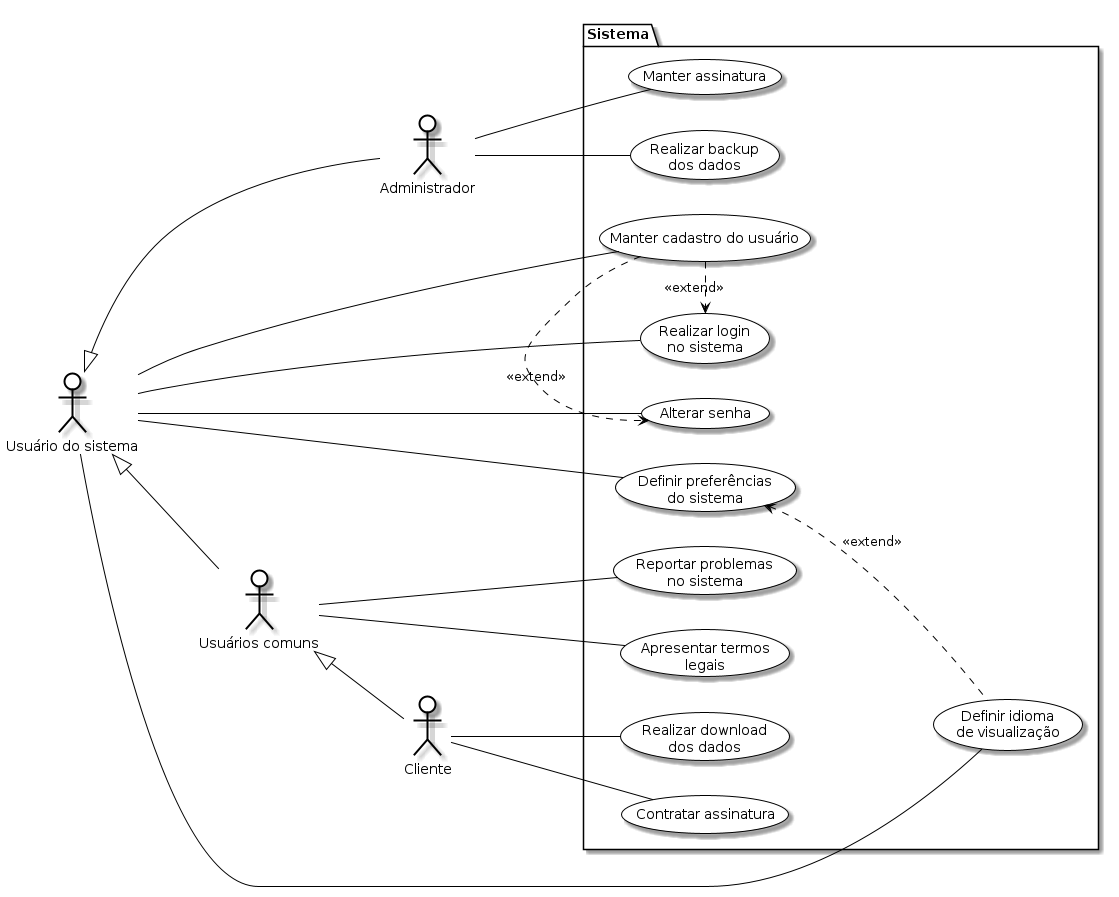 Sistema
Manter assinatura
Administrador
Realizar backup
dos dados
Manter cadastro do usuário
«extend»
Realizar login
no sistema
«extend»
Alterar senha
Usuário do sistema
Definir preferências
do sistema
«extend»
Reportar problemas
no sistema
Usuários comuns
Apresentar termos
legais
Definir idioma
de visualização
Realizar download
dos dados
Cliente
Contratar assinatura